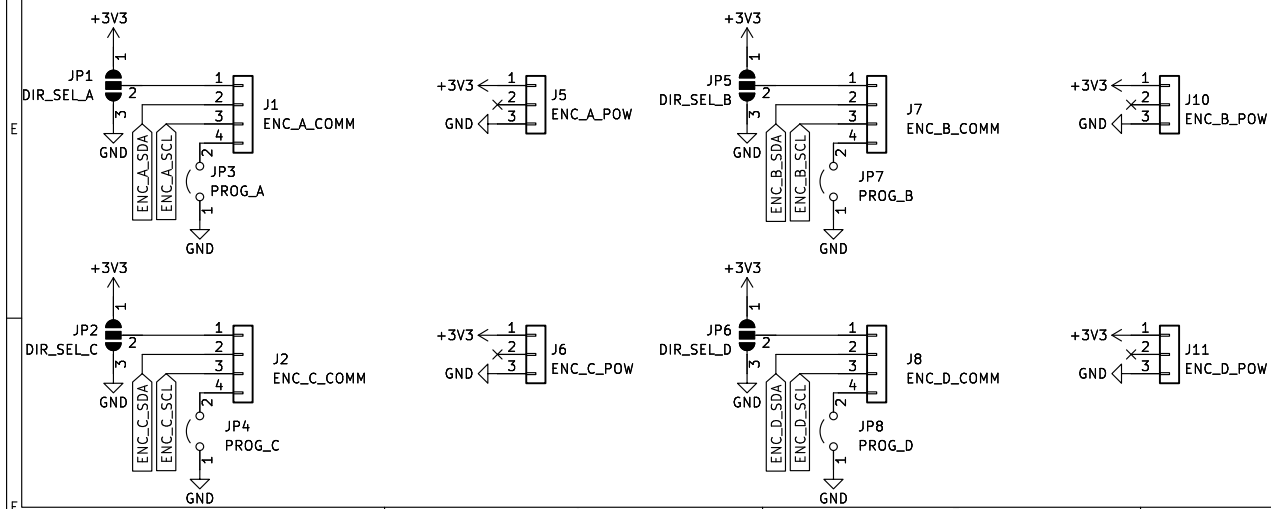 +3V3
1
JP1
DIR_SEL_A
2
3
GND
1
2
3
4
J1
ENC_A_COMM
ENC_A_SDA
ENC_A_SCL
2
JP3
PROG_A
1
GND
+3V3
GND
1
2
3
J5
ENC_A_POW
+3V3
1
JP5
DIR_SEL_B
2
3
GND
1
2
3
4
J7
ENC_B_COMM
ENC_B_SDA
ENC_B_SCL
2
JP7
PROG_B
1
GND
+3V3
GND
1
2
3
J10
ENC_B_POW
E
+3V3
1
JP2
DIR_SEL_C
2
3
GND
1
2
3
4
J2
ENC_C_COMM
ENC_C_SDA
ENC_C_SCL
2
JP4
PROG_C
1
GND
+3V3
GND
1
2
3
J6
ENC_C_POW
+3V3
1
JP6
DIR_SEL_D
2
3
GND
1
2
3
4
J8
ENC_D_COMM
ENC_D_SDA
ENC_D_SCL
2
JP8
PROG_D
1
GND
+3V3
GND
1
2
3
J11
ENC_D_POW